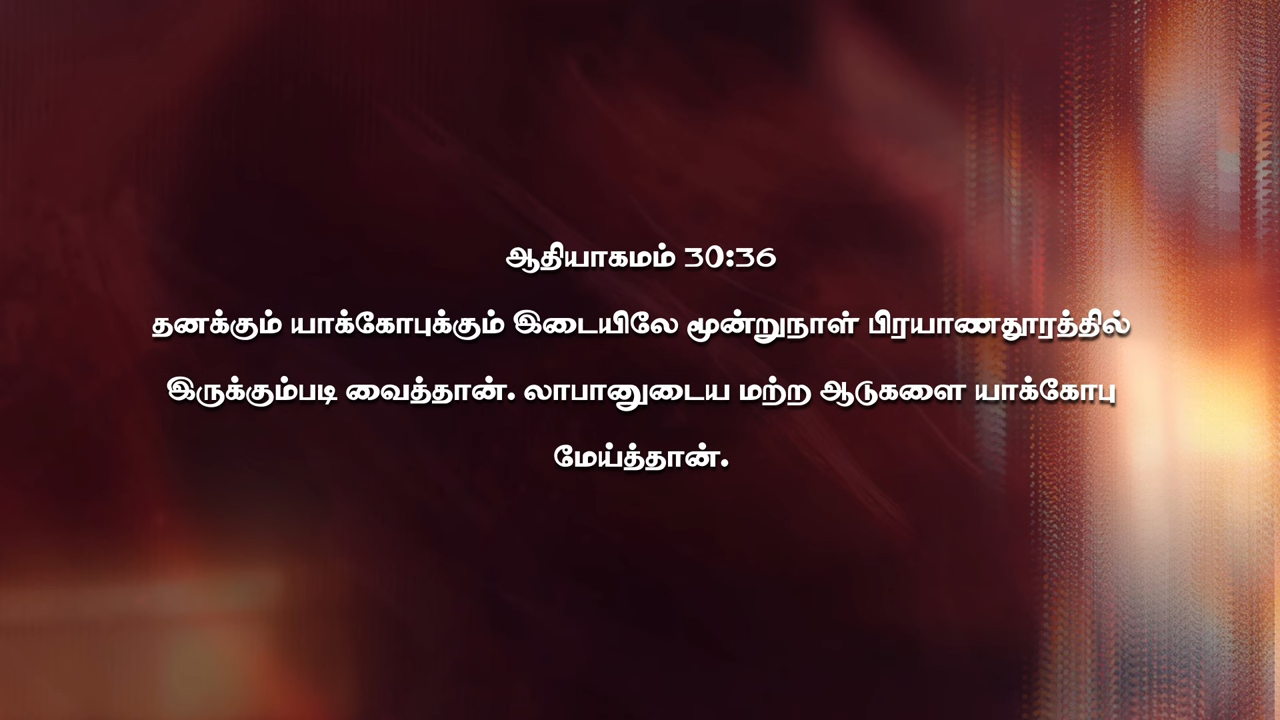 ஆதியாகமம் 30:36
தனக்கும் யாக்கோபுக்கும் இடையிலே மூன்றுநாள் பிரயாணதூரத்தில்
இருக்கும்படி வைத்தான். லாபானுடைய மற்ற ஆடுகளை யாக்கோபு
மேய்த்தான்.